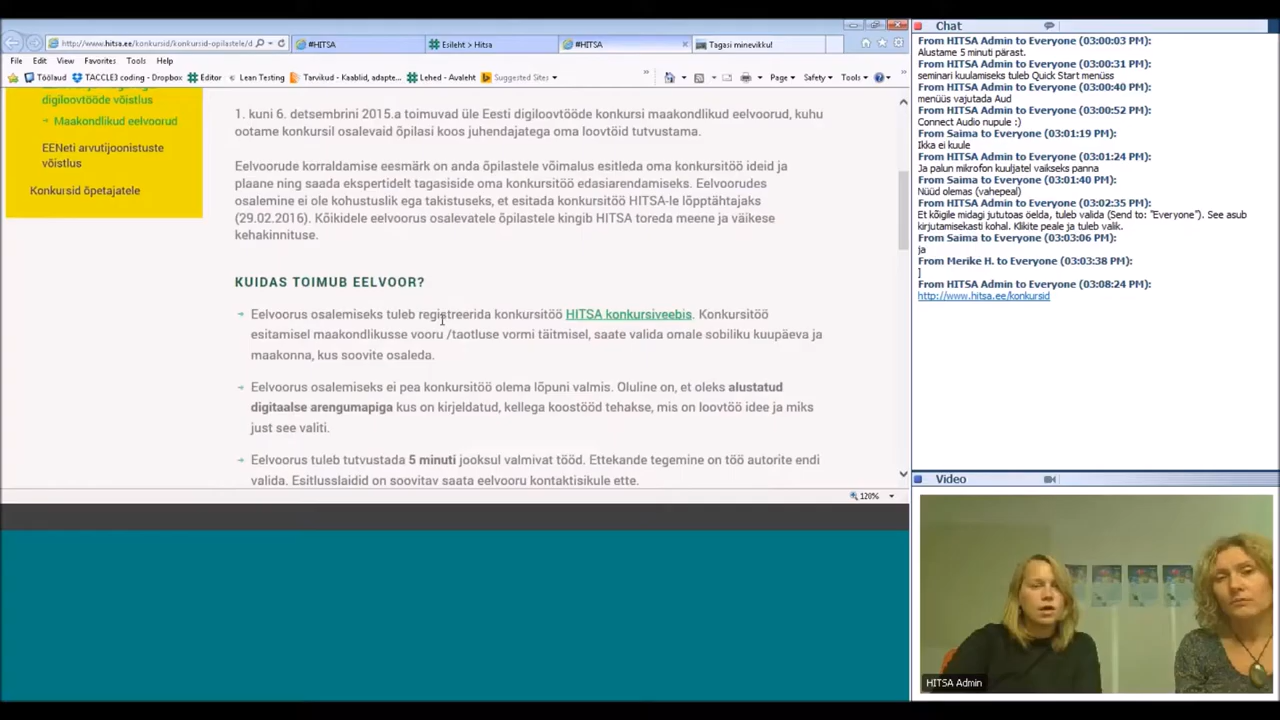 http://www.hitsa.ee/konkursid/konkursid-opilastele/d
#HITSA
Esileht > Hitsa
#HITSA
Tagasi minevikku!
File Edit View Favorites Tools Help
Töölaud TACCLE3 coding - Dropbox Editor Lean Testing Tarvikud - Kaablid, adapte... Lehed - Avaleht Suggested Sites
Page Safety Tools
digiloovtööde võistlus
Maakondlikud eelvoorud
EENeti arvutijoonistuste
võistlus
Konkursid õpetajatele
1. kuni 6. detsembrini 2015.a toimuvad üle Eesti digiloovtööde konkursi maakondlikud eelvoorud, kuhu
ootame konkursil osalevaid õpilasi koos juhendajatega oma loovtöid tutvustama.
Eelvoorude korraldamise eesmärk on anda õpilastele võimalus esitleda oma konkursitöö ideid ja
plaane ning saada ekspertidelt tagasiside oma konkursitöö edasiarendamiseks. Eelvoorudes
osalemine ei ole kohustuslik ega takistuseks, et esitada konkursitöö HITSA-le lõpptähtajaks
(29.02.2016). Kõikidele eelvoorus osalevatele õpilastele kingib HITSA toreda meene ja väikese
kehakinnituse.
KUIDAS TOIMUB EELVOOR?
Eelvoorus osalemiseks tuleb registreerida konkursitöö HITSA konkursiveebis. Konkursitöö
esitamisel maakondlikusse vooru /taotluse vormi täitmisel, saate valida omale sobiliku kuupäeva ja
maakonna, kus soovite osaleda.
Eelvoorus osalemiseks ei pea konkursitöö olema lõpuni valmis. Oluline on, et oleks alustatud
digitaalse arengumapiga kus on kirjeldatud, kellega koostööd tehakse, mis on loovtöö idee ja miks
just see valiti.
Eelvoorus tuleb tutvustada 5 minuti jooksul valmivat tööd. Ettekande tegemine on töö autorite endi
valida. Esitlusslaidid on soovitav saata eelvooru kontaktisikule ette.
120%
Chat
From HITSA Admin to Everyone (03:00:03 PM):
Alustame 5 minuti pärast.
From HITSA Admin to Everyone (03:00:31 PM):
seminari kuulamiseks tuleb Quick Start menüss
From HITSA Admin to Everyone (03:00:40 PM):
menüüs vajutada Aud
From HITSA Admin to Everyone (03:00:52 PM):
Connect Audio nupule :)
From Saima to Everyone (03:01:19 PM):
Ikka ei kuule
From HITSA Admin to Everyone (03:01:24 PM):
Ja palun mikrofon kuuljatel vaikseks panna
From Saima to Everyone (03:01:40 PM):
Nüüd olemas (vahepeal)
From HITSA Admin to Everyone (03:02:35 PM):
Et kõigile midagi jututoas öelda, tuleb valida (Send to: "Everyone"). See asub
kirjutamisekasti kohal. Klikite peale ja tuleb valik.
From Saima to Everyone (03:03:06 PM):
ja
From Merike H. to Everyone (03:03:38 PM):
]
From HITSA Admin to Everyone (03:08:24 PM):
http://www.hitsa.ee/konkursid
Video
HITSA Admin